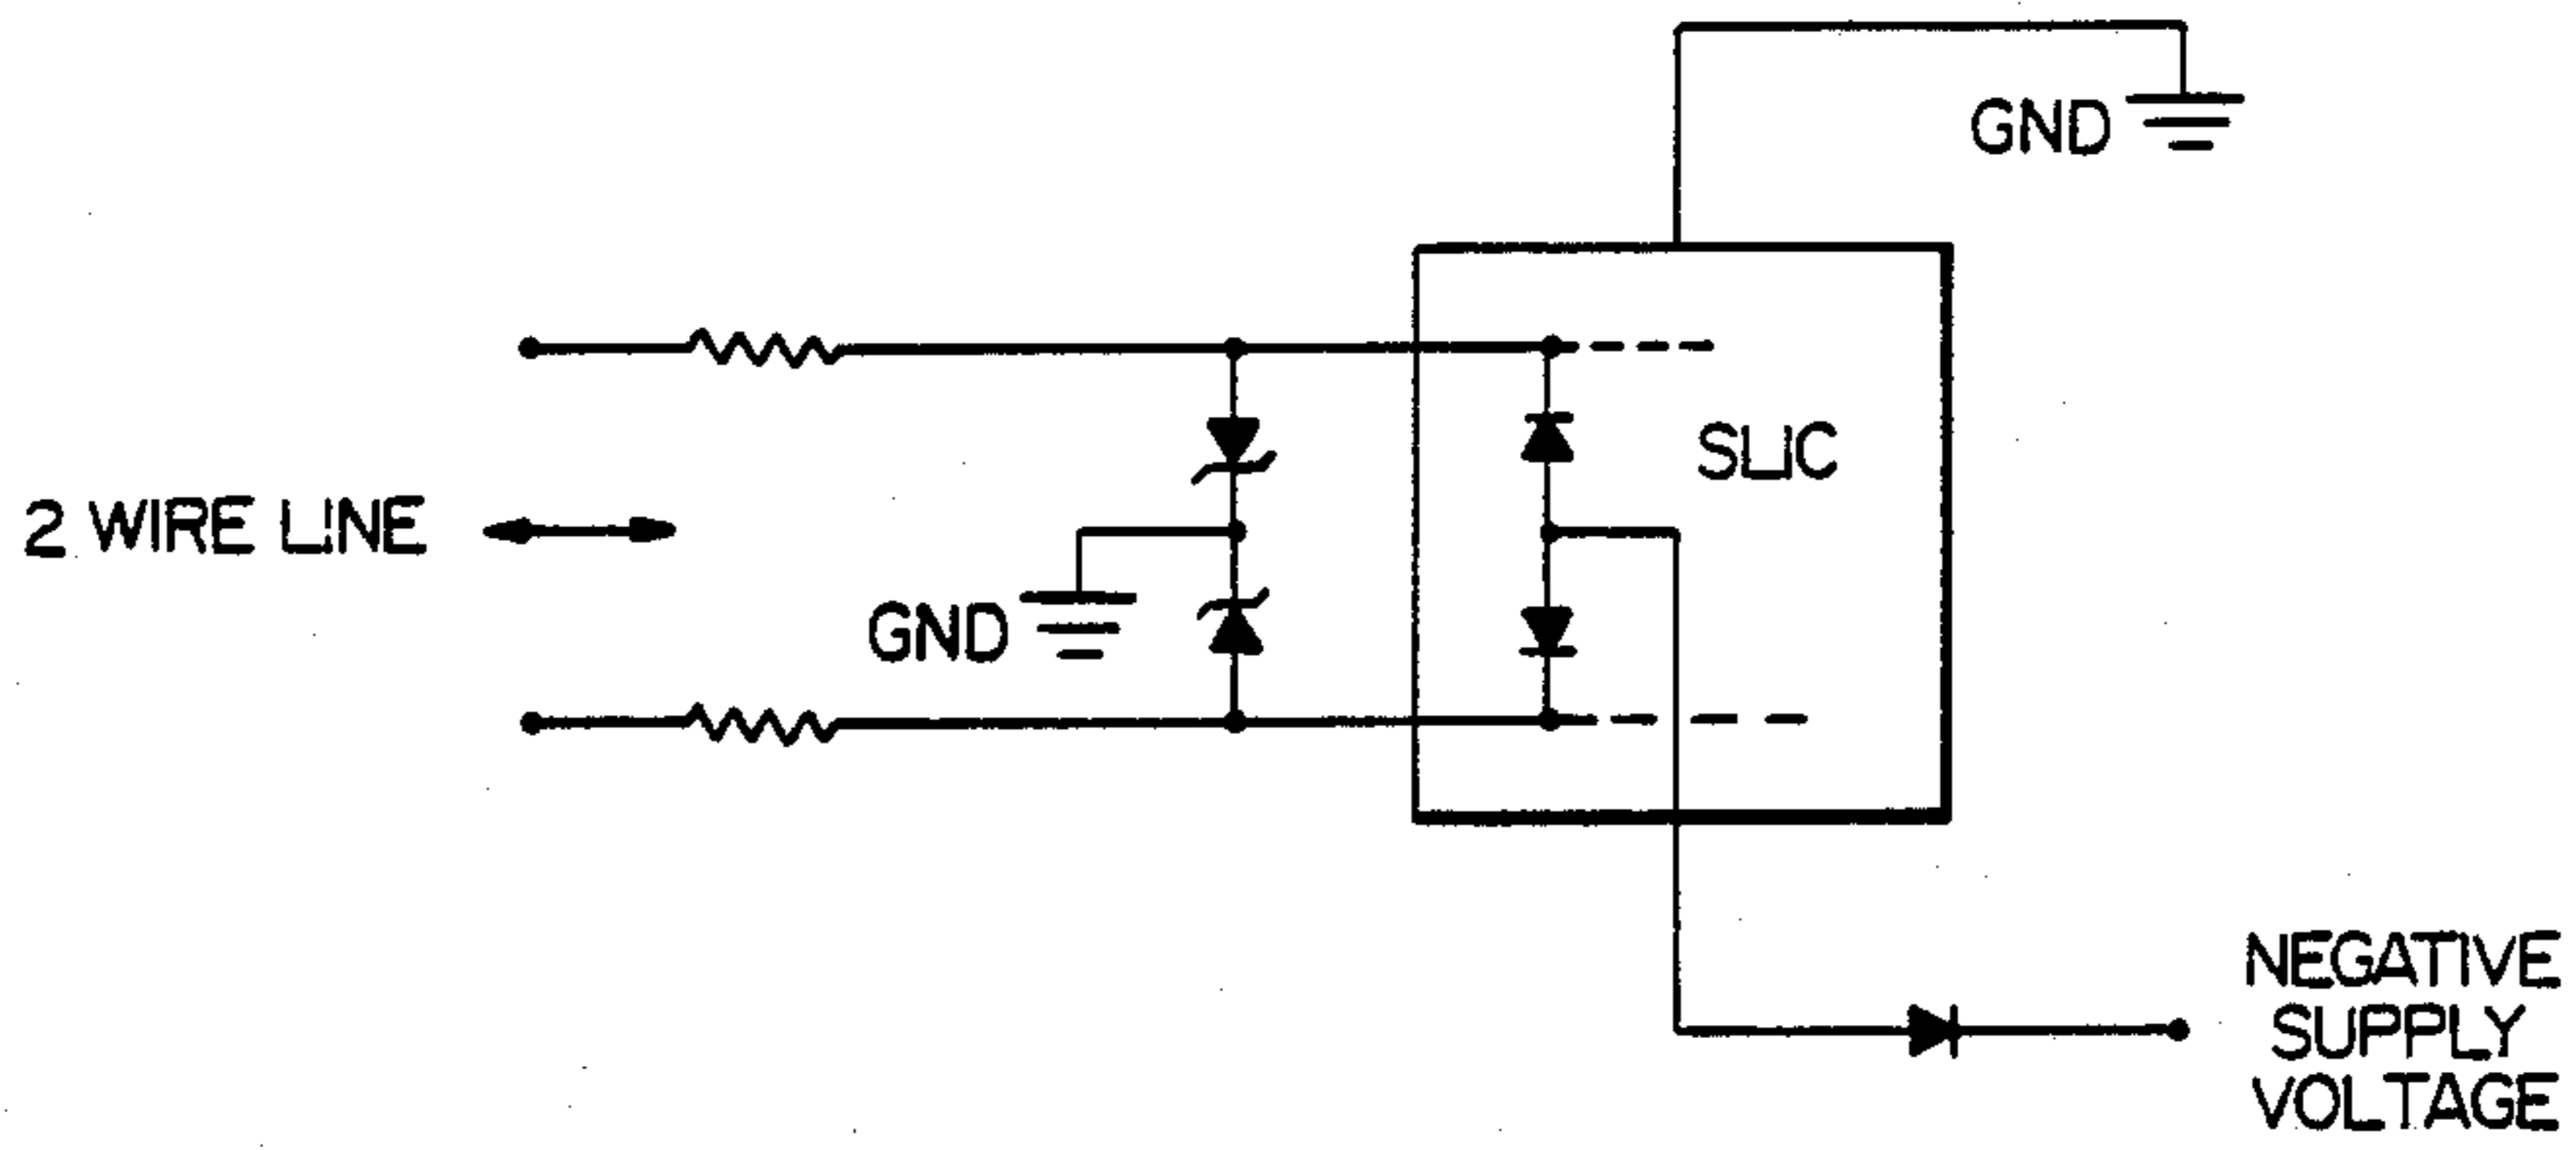 GND
SLIC
2 WIRE LINE
GND
NEGATIVE
SUPPLY
VOLTAGE